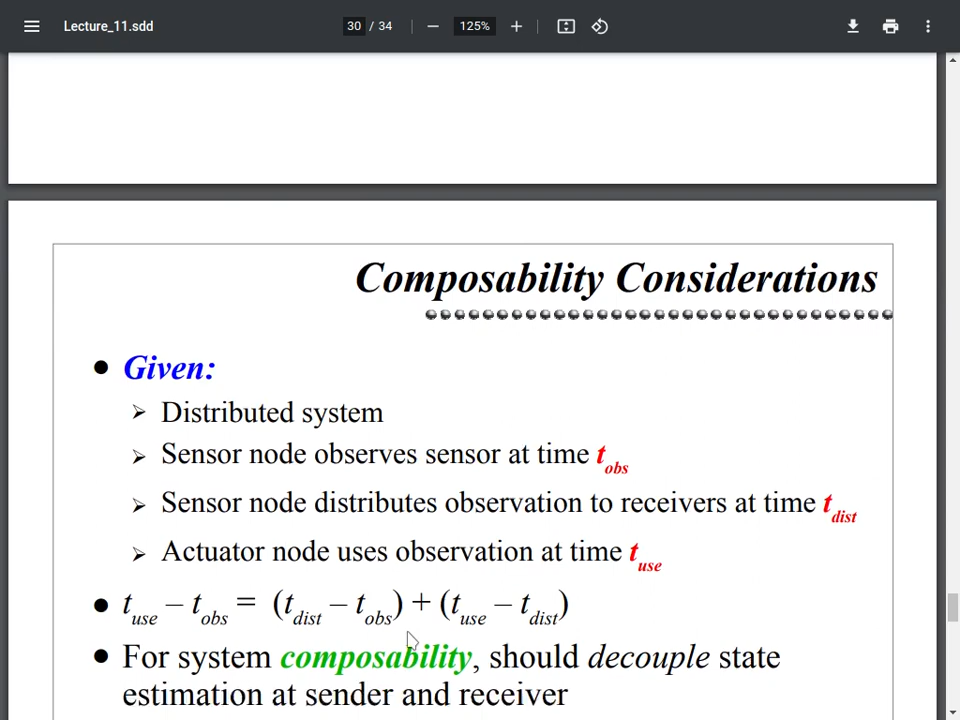 Lecture_11.sdd
30 / 34
125%
Composability Considerations
Given:
Distributed system
Sensor node observes sensor at time t_obs
Sensor node distributes observation to receivers at time t_dist
Actuator node uses observation at time t_use
t_use – t_obs = (t_dist – t_obs) + (t_use – t_dist)
For system composability, should decouple state
estimation at sender and receiver